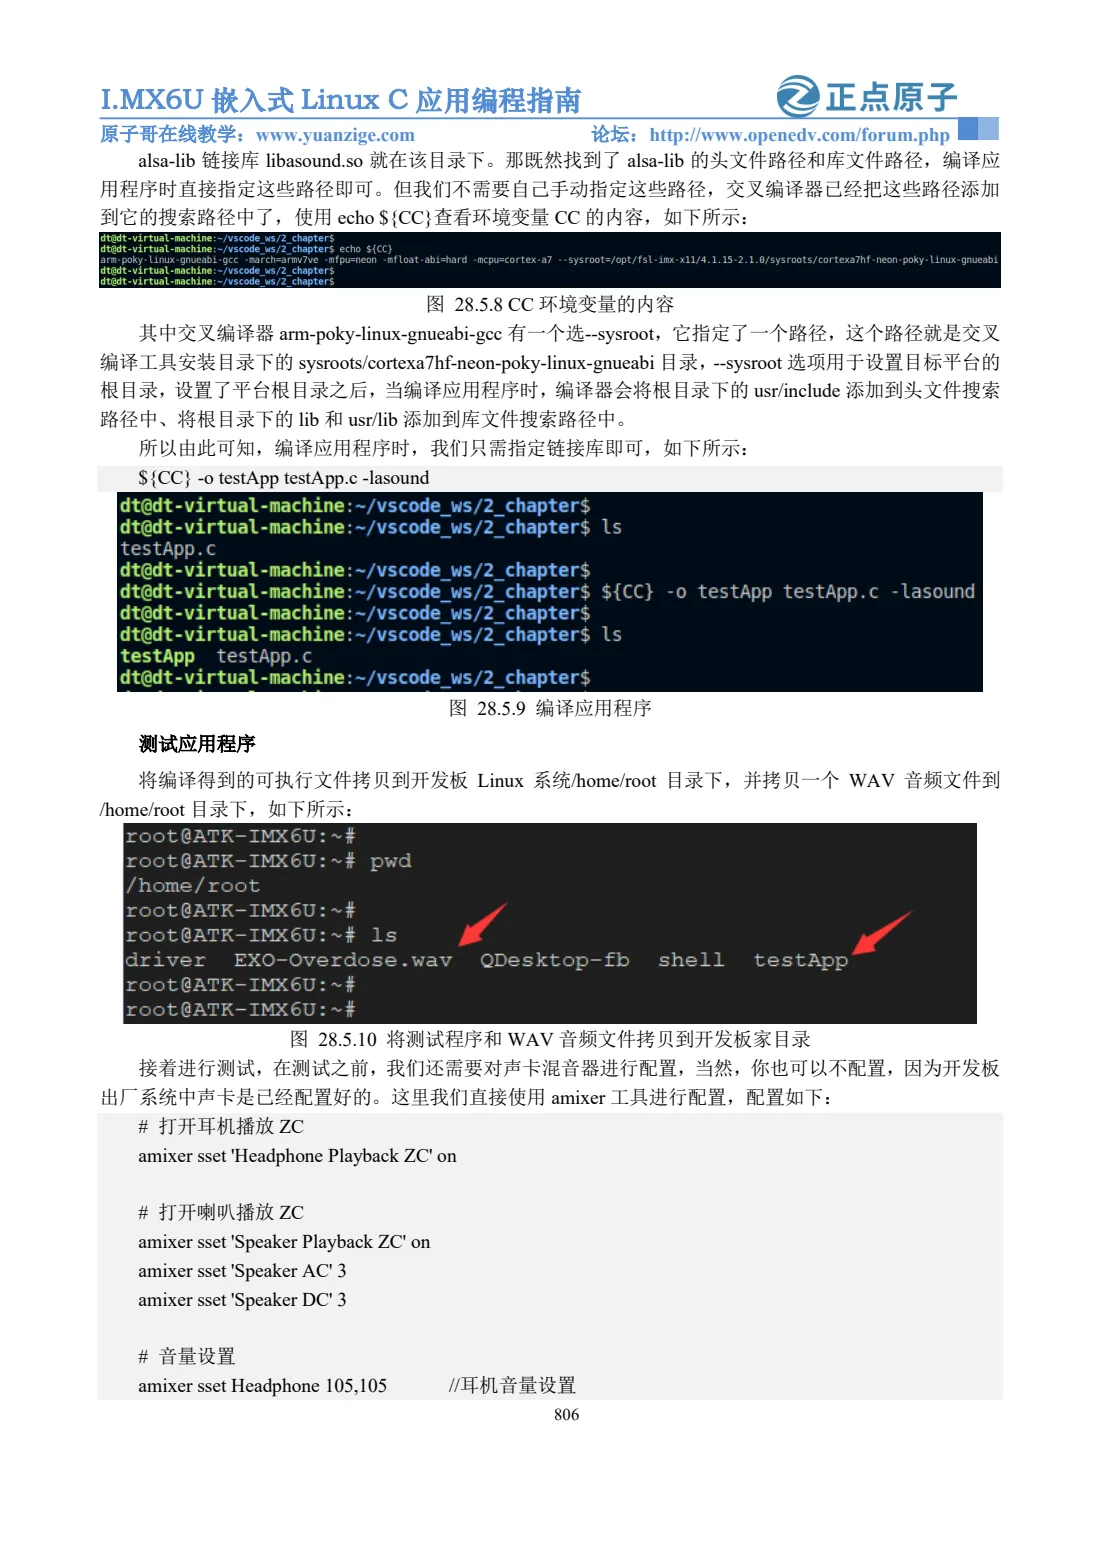 I.MX6U 嵌入式 Linux C 应用编程指南
正点原子
原子哥在线教学：www.yuanzige.com
论坛：http://www.openedv.com/forum.php
alsa-lib 链接库 libasound.so 就在该目录下。那既然找到了 alsa-lib 的头文件路径和库文件路径，编译应
用程序时直接指定这些路径即可。但我们不需要自己手动指定这些路径，交叉编译器已经把这些路径添加
到它的搜索路径中了，使用 echo ${CC}查看环境变量 CC 的内容，如下所示：
dt@dt-virtual-machine:~/vscode_ws/2_chapter$
dt@dt-virtual-machine:~/vscode_ws/2_chapter$ echo ${CC}
arm-poky-linux-gnueabi-gcc -march=armv7ve -mfpu=neon -mfloat-abi=hard -mcpu=cortex-a7 --sysroot=/opt/fsl-imx-x11/4.1.15-2.1.0/sysroots/cortexa7hf-neon-poky-linux-gnueabi
dt@dt-virtual-machine:~/vscode_ws/2_chapter$
dt@dt-virtual-machine:~/vscode_ws/2_chapter$
图 28.5.8 CC 环境变量的内容
其中交叉编译器 arm-poky-linux-gnueabi-gcc 有一个选--sysroot，它指定了一个路径，这个路径就是交叉
编译工具安装目录下的 sysroots/cortexa7hf-neon-poky-linux-gnueabi 目录，--sysroot 选项用于设置目标平台的
根目录，设置了平台根目录之后，当编译应用程序时，编译器会将根目录下的 usr/include 添加到头文件搜索
路径中、将根目录下的 lib 和 usr/lib 添加到库文件搜索路径中。
所以由此可知，编译应用程序时，我们只需指定链接库即可，如下所示：
${CC} -o testApp testApp.c -lasound
dt@dt-virtual-machine:~/vscode_ws/2_chapter$
dt@dt-virtual-machine:~/vscode_ws/2_chapter$ ls
testApp.c
dt@dt-virtual-machine:~/vscode_ws/2_chapter$
dt@dt-virtual-machine:~/vscode_ws/2_chapter$ ${CC} -o testApp testApp.c -lasound
dt@dt-virtual-machine:~/vscode_ws/2_chapter$
dt@dt-virtual-machine:~/vscode_ws/2_chapter$ ls
testApp testApp.c
dt@dt-virtual-machine:~/vscode_ws/2_chapter$
图 28.5.9 编译应用程序
测试应用程序
将编译得到的可执行文件拷贝到开发板 Linux 系统/home/root 目录下，并拷贝一个 WAV 音频文件到
/home/root 目录下，如下所示：
root@ATK-IMX6U:~#
root@ATK-IMX6U:~# pwd
/home/root
root@ATK-IMX6U:~#
root@ATK-IMX6U:~# ls
driver EXO-Overdose.wav QDesktop-fb shell testApp
root@ATK-IMX6U:~#
root@ATK-IMX6U:~#
图 28.5.10 将测试程序和 WAV 音频文件拷贝到开发板家目录
接着进行测试，在测试之前，我们还需要对声卡混音器进行配置，当然，你也可以不配置，因为开发板
出厂系统中声卡是已经配置好的。这里我们直接使用 amixer 工具进行配置，配置如下：
# 打开耳机播放 ZC
amixer sset 'Headphone Playback ZC' on
# 打开喇叭播放 ZC
amixer sset 'Speaker Playback ZC' on
amixer sset 'Speaker AC' 3
amixer sset 'Speaker DC' 3
# 音量设置
amixer sset Headphone 105,105 //耳机音量设置
806